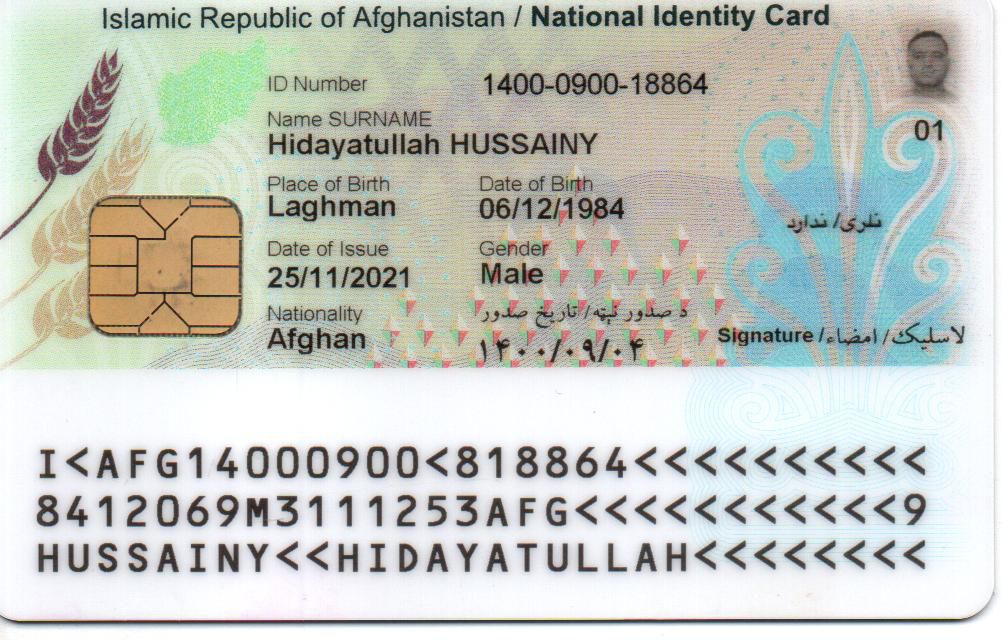 Islamic Republic of Afghanistan / National Identity Card
ID Number 1400-0900-18864
Name SURNAME
Hidayatullah HUSSAINY
01
Place of Birth Date of Birth
Laghman 06/12/1984
نلري/ ندارد
Date of Issue Gender
25/11/2021 Male
Nationality د صدور نېټه/ تاریخ صدور
Afghan ۱۴۰۰/۰۹/۰۴
Signature / لاسلیک/ امضاء
I<AFG14000900<818864<<<<<<<<<<
8412069M3111253AFG<<<<<<<<<<<9
HUSSAINY<<HIDAYATULLAH<<<<<<<<